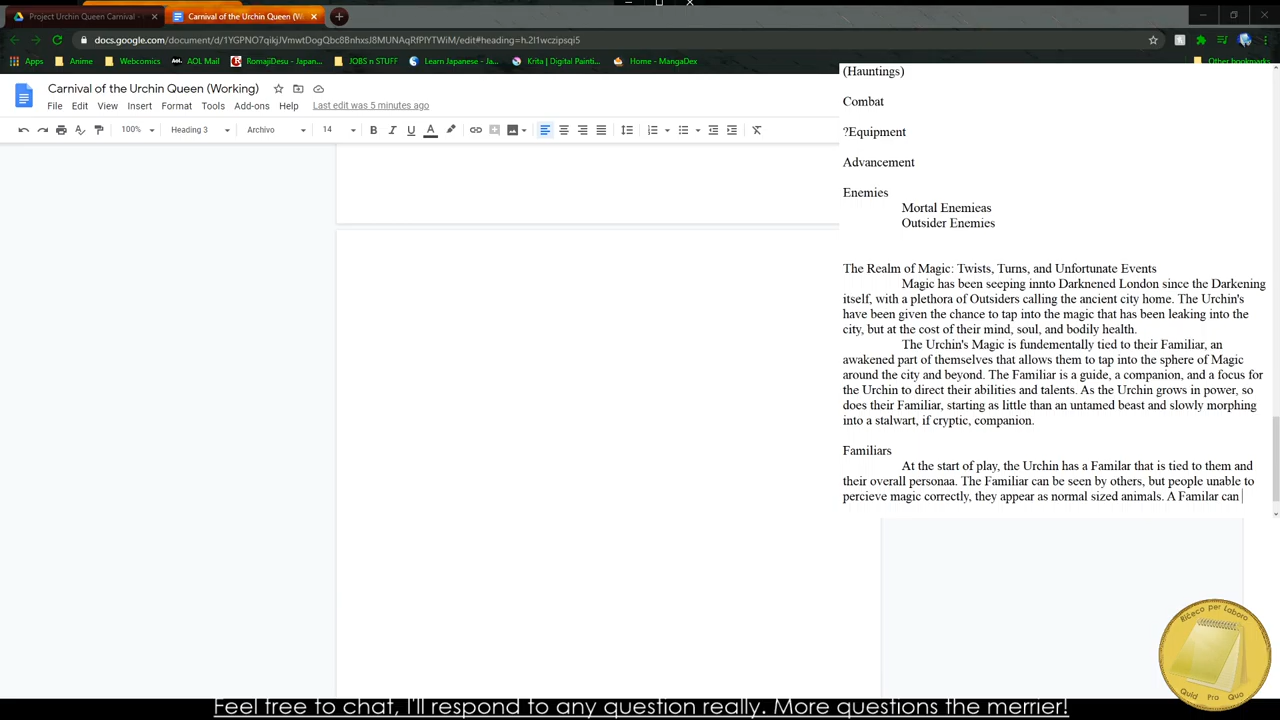 Project Urchin Queen Carnival -
Carnival of the Urchin Queen (W
docs.google.com/document/d/1YGPNO7qikjJVmwtDogQbc8BnhxsJ8MUNAqRfPIYTWiM/edit#heading=h.2l1wczipsqi5
Apps Anime Webcomics AOL Mail RomajiDesu - Japan... JOBS n STUFF Learn Japanese - Ja... Krita | Digital Painti... Home - MangaDex Other bookmarks
Carnival of the Urchin Queen (Working)
File Edit View Insert Format Tools Add-ons Help Last edit was 5 minutes ago
100% Heading 3 Archivo 14
(Hauntings)
Combat
?Equipment
Advancement
Enemies
Mortal Enemieas
Outsider Enemies
The Realm of Magic: Twists, Turns, and Unfortunate Events
Magic has been seeping innto Darknened London since the Darkening
itself, with a plethora of Outsiders calling the ancient city home. The Urchin's
have been given the chance to tap into the magic that has been leaking into the
city, but at the cost of their mind, soul, and bodily health.
The Urchin's Magic is fundementally tied to their Familiar, an
awakened part of themselves that allows them to tap into the sphere of Magic
around the city and beyond. The Familiar is a guide, a companion, and a focus for
the Urchin to direct their abilities and talents. As the Urchin grows in power, so
does their Familiar, starting as little than an untamed beast and slowly morphing
into a stalwart, if cryptic, companion.
Familiars
At the start of play, the Urchin has a Familar that is tied to them and
their overall personaa. The Familiar can be seen by others, but people unable to
percieve magic correctly, they appear as normal sized animals. A Familar can
Riceco per Laboro
Quid Pro Quo
Feel free to chat, I'll respond to any question really. More questions the merrier!